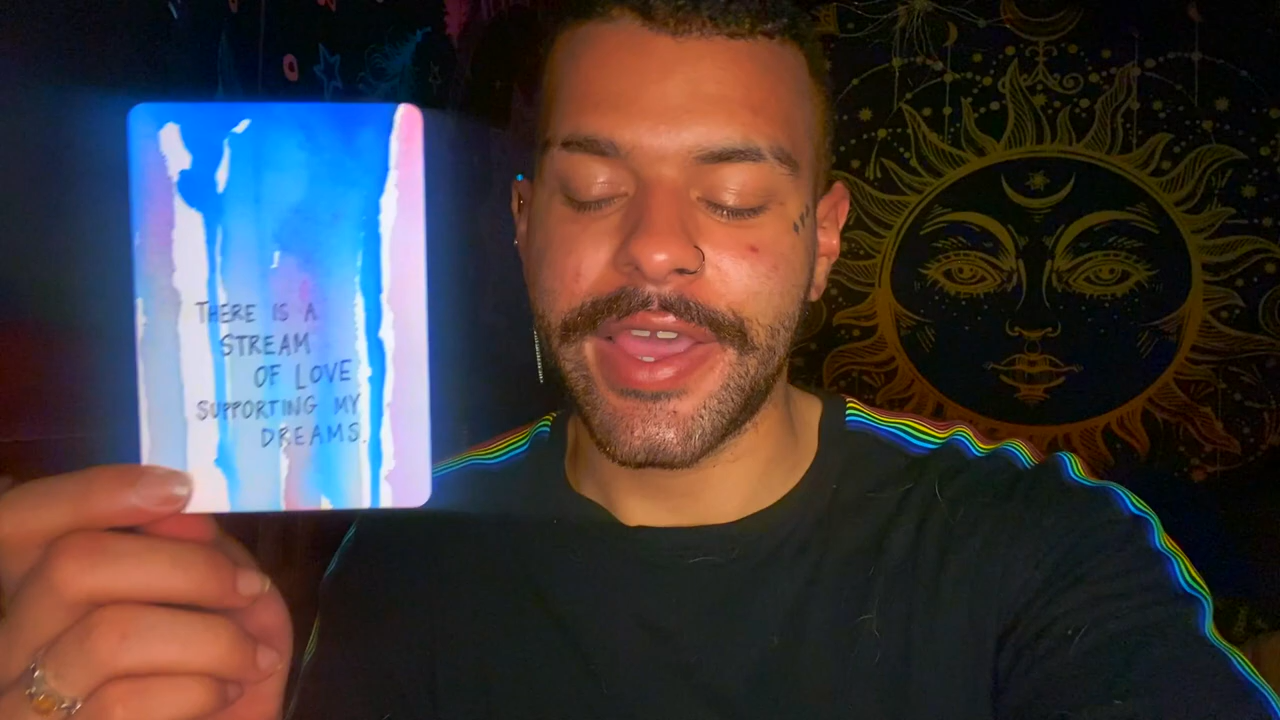 THERE IS A
STREAM
OF LOVE
SUPPORTING MY
DREAMS.